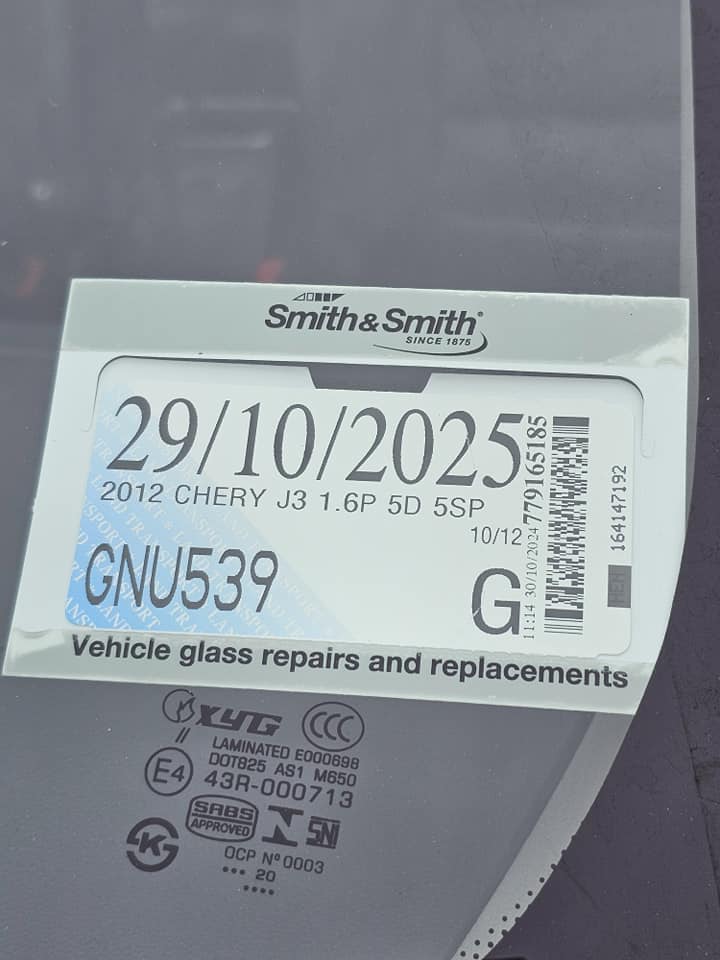 Smith&Smith®
SINCE 1875
29/10/2025
2012 CHERY J3 1.6P 5D 5SP
10/12
GNU539
G
11:14 30/10/2024
779165185
164147192
Vehicle glass repairs and replacements
XYG
CCC
LAMINATED E000698
DOT825 AS1 M650
E4 43R-000713
SABS
APPROVED
SN
OCP Nº 0003
20